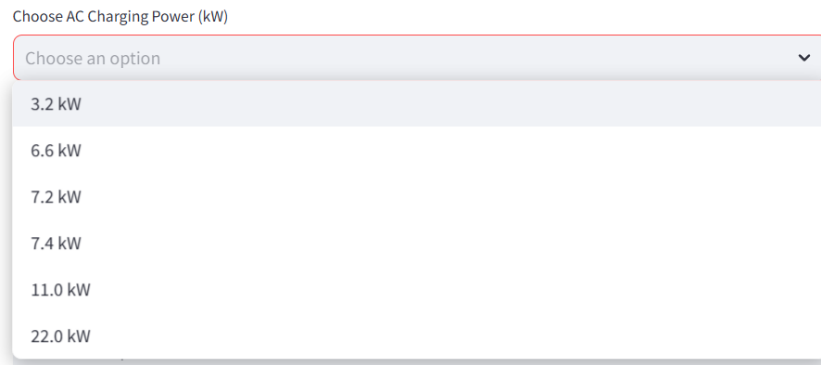 Choose AC Charging Power (kW)
Choose an option
3.2 kW
6.6 kW
7.2 kW
7.4 kW
11.0 kW
22.0 kW